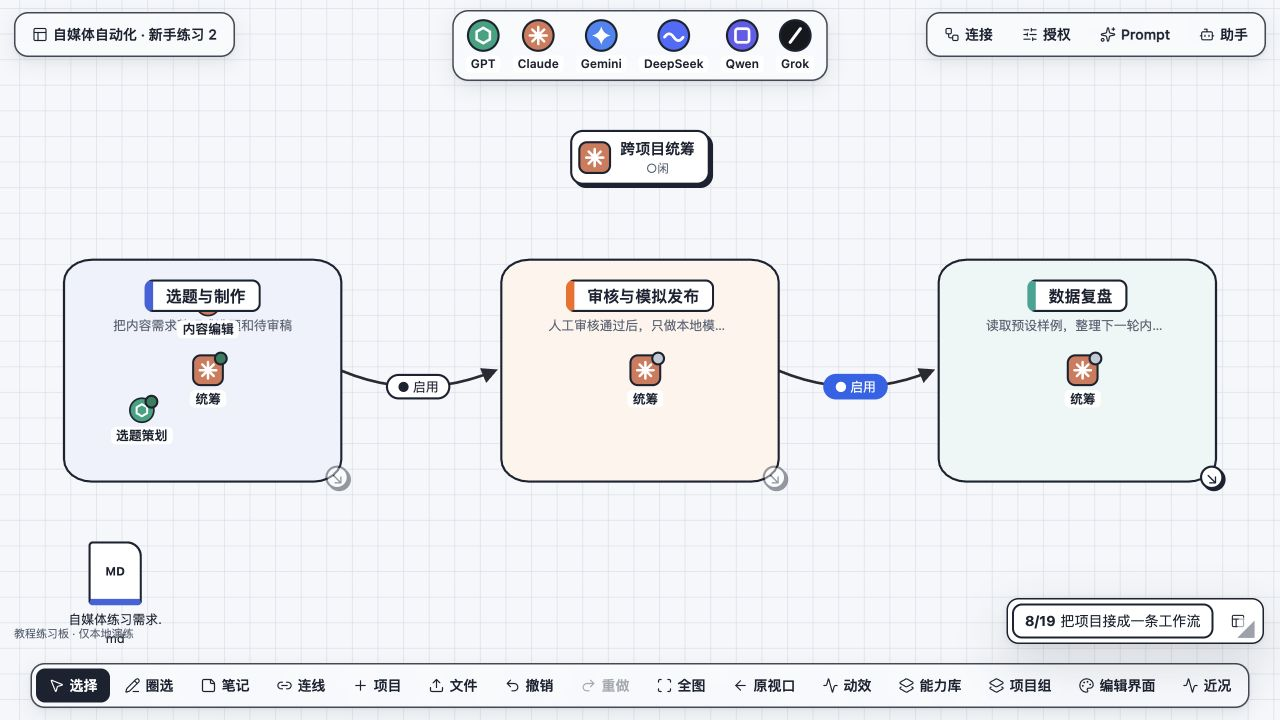 自媒体自动化 · 新手练习 2
GPT
Claude
Gemini
DeepSeek
Qwen
Grok
连接
授权
Prompt
助手
跨项目统筹
闲
选题与制作
把内容需求
和待审稿
内容编辑
统筹
选题策划
启用
审核与模拟发布
人工审核通过后，只做本地模...
统筹
启用
数据复盘
读取预设样例，整理下一轮内...
统筹
MD
自媒体练习需求.
md
教程练习板 · 仅本地演练
8/19 把项目接成一条工作流
选择
圈选
笔记
连线
项目
文件
撤销
重做
全图
原视口
动效
能力库
项目组
编辑界面
近况